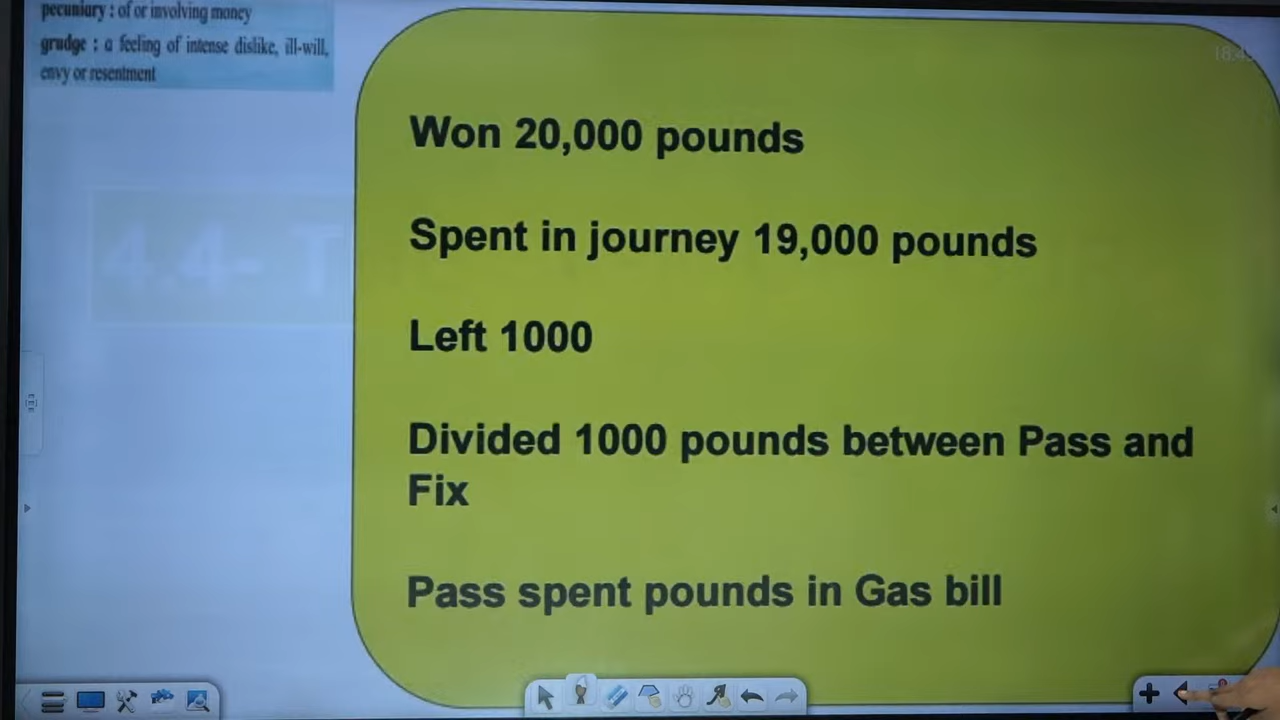 pecuniary : of or involving money
grudge : a feeling of intense dislike, ill-will,
envy or resentment
4.4- T
Won 20,000 pounds
Spent in journey 19,000 pounds
Left 1000
Divided 1000 pounds between Pass and
Fix
Pass spent pounds in Gas bill